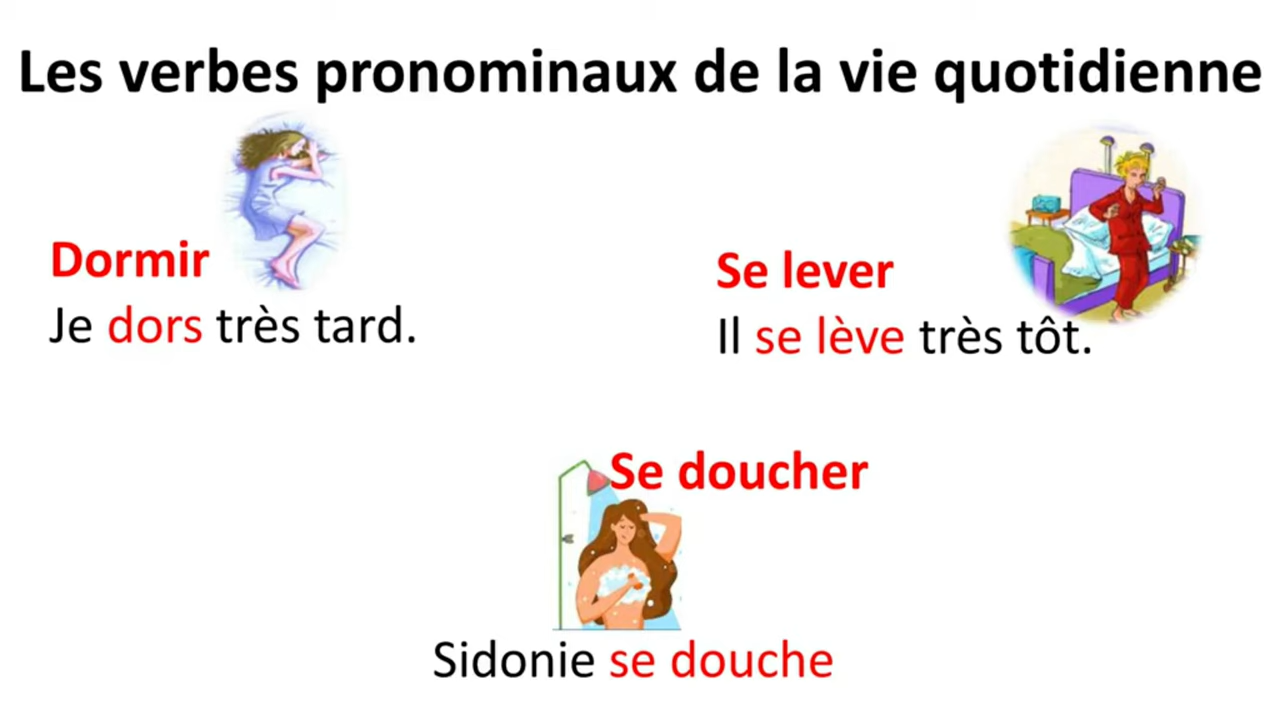 Les verbes pronominaux de la vie quotidienne
Dormir
Je dors très tard.
Se lever
Il se lève très tôt.
Se doucher
Sidonie se douche